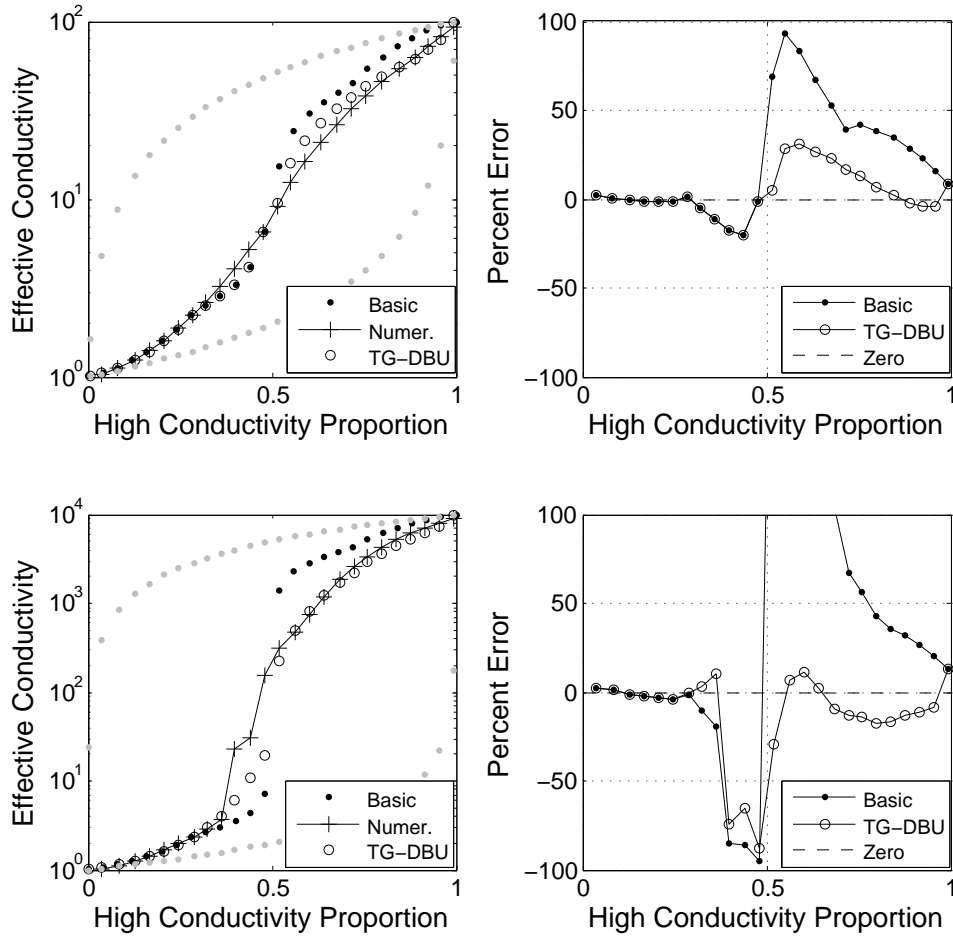 10^2
10^1
10^0
Effective Conductivity
0
0.5
1
High Conductivity Proportion
Basic
Numer.
TG−DBU
100
50
0
−50
−100
Percent Error
0
0.5
1
High Conductivity Proportion
Basic
TG−DBU
Zero
10^4
10^3
10^2
10^1
10^0
Effective Conductivity
0
0.5
1
High Conductivity Proportion
Basic
Numer.
TG−DBU
100
50
0
−50
−100
Percent Error
0
0.5
1
High Conductivity Proportion
Basic
TG−DBU
Zero